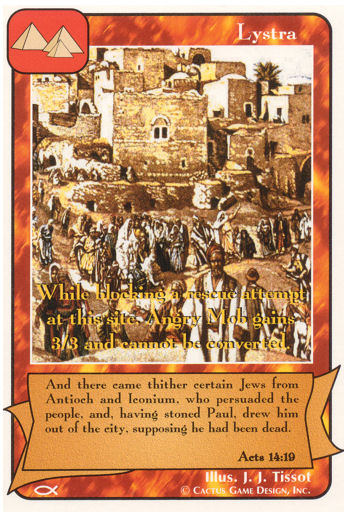 Lystra
While blocking a rescue attempt
at this site, Angry Mob gains
3/3 and cannot be converted.
And there came thither certain Jews from
Antioch and Iconium, who persuaded the
people, and, having stoned Paul, drew him
out of the city, supposing he had been dead.
Acts 14:19
Illus. J. J. Tissot
© Cactus Game Design, Inc.